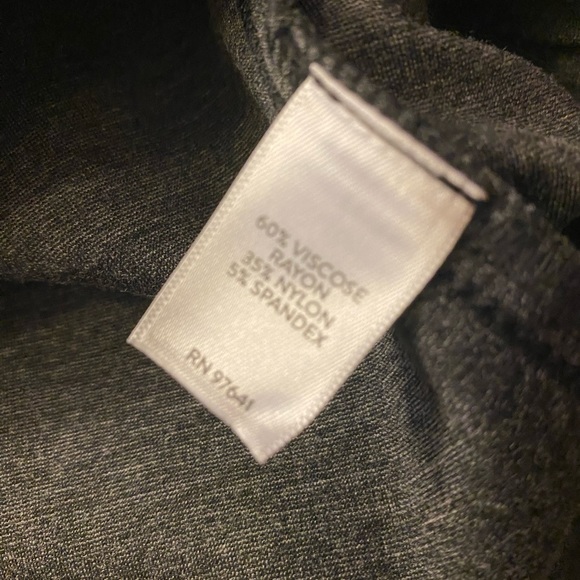 60% VISCOSE
RAYON
35% NYLON
5% SPANDEX
RN 97641